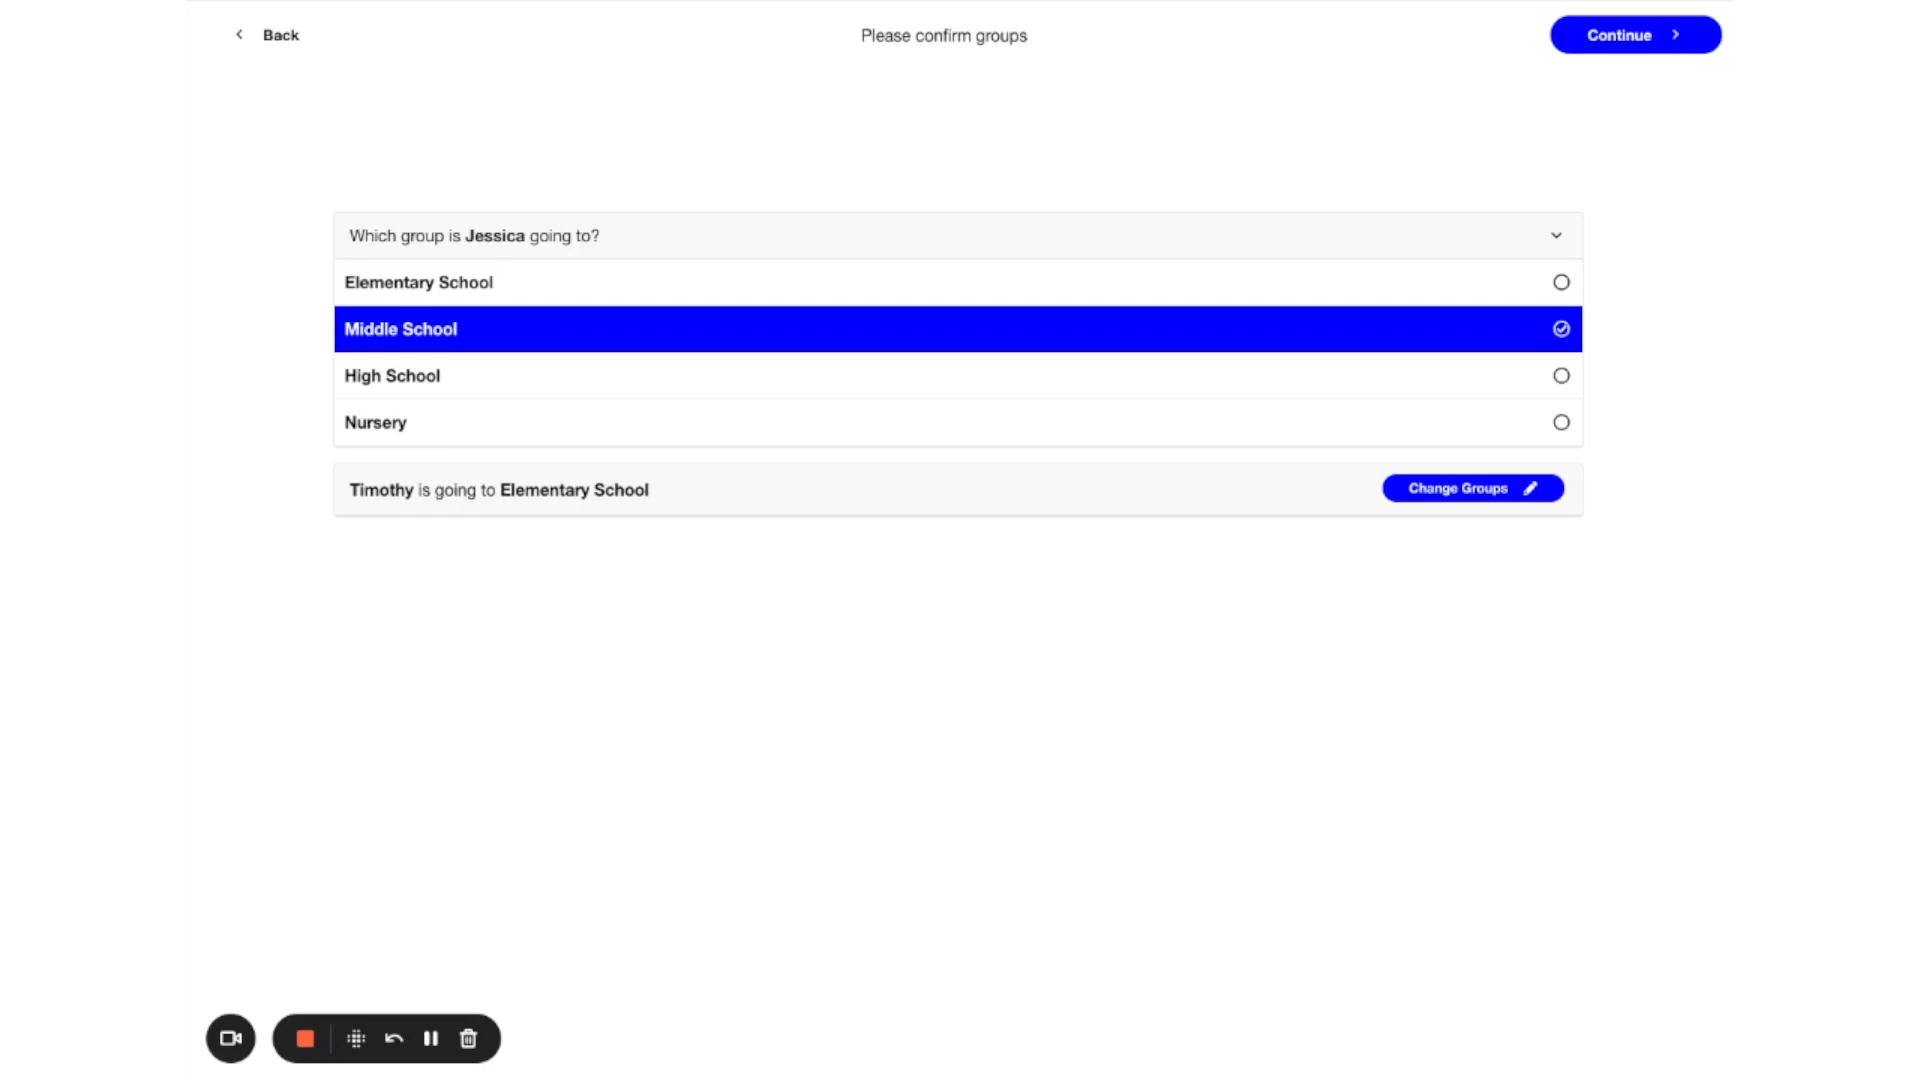 Back
Please confirm groups
Continue
Which group is Jessica going to?
Elementary School
Middle School
High School
Nursery
Timothy is going to Elementary School
Change Groups